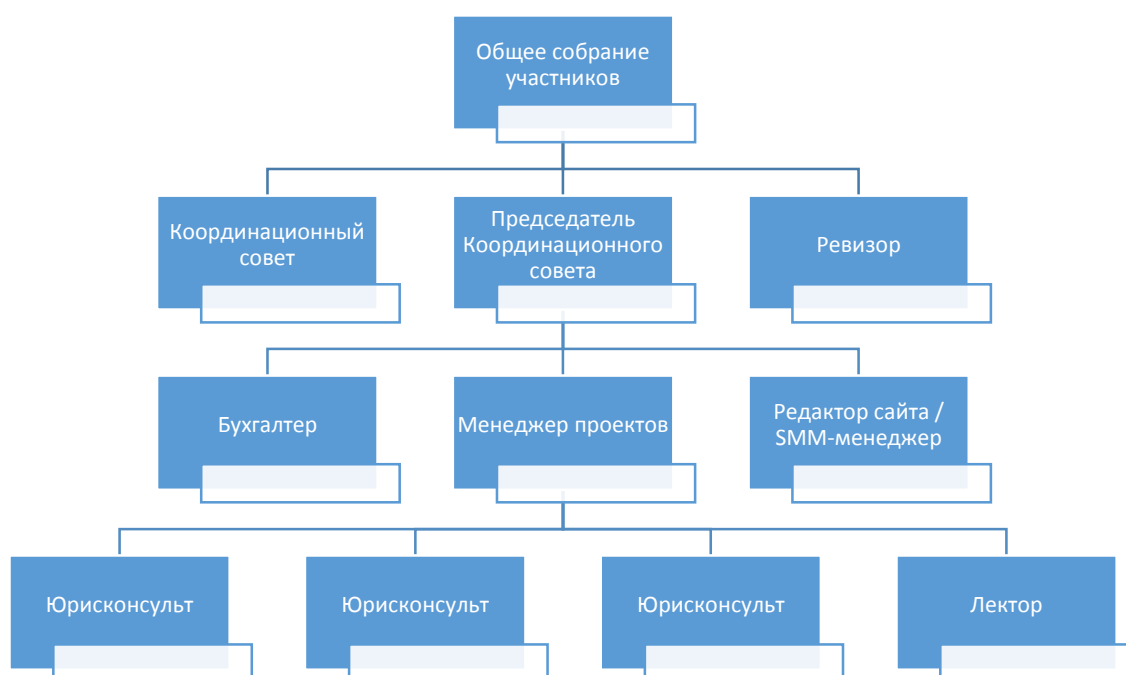 Общее собрание
участников
Координационный
совет
Председатель
Координационного
совета
Ревизор
Бухгалтер
Менеджер проектов
Редактор сайта /
SMM-менеджер
Юрисконсульт
Юрисконсульт
Юрисконсульт
Лектор